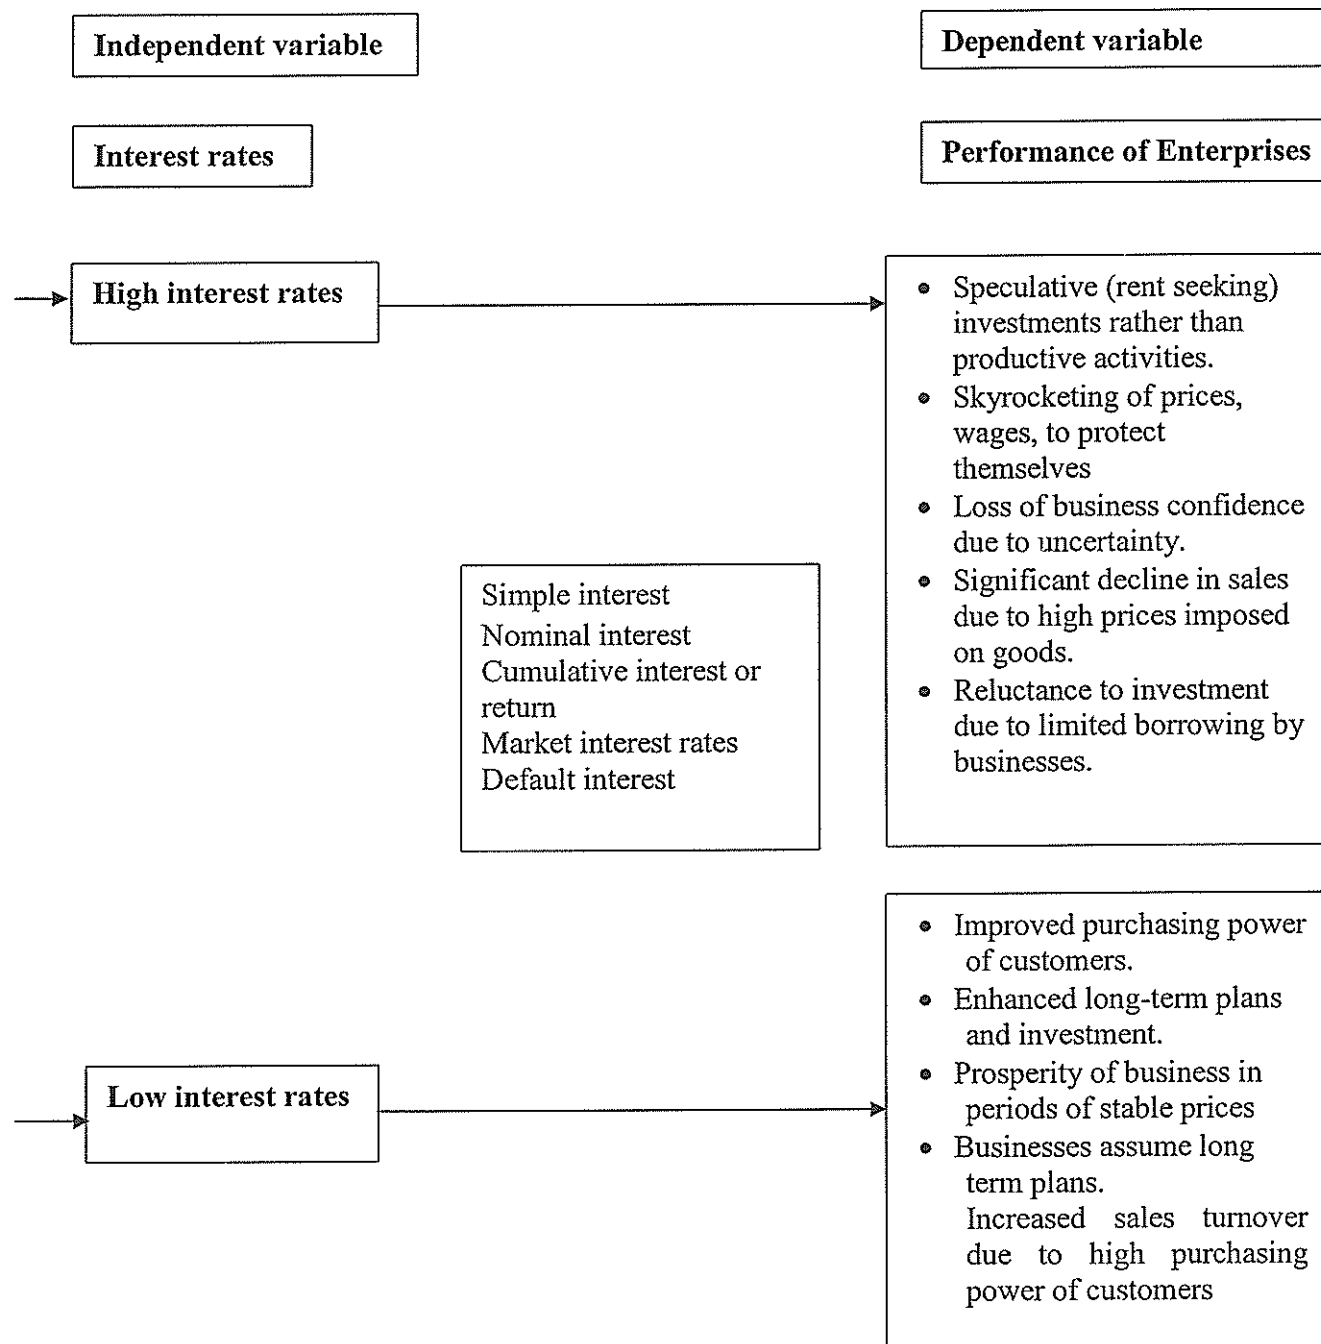 Independent variable
Dependent variable
Interest rates
Performance of Enterprises
High interest rates
• Speculative (rent seeking)
investments rather than
productive activities.
• Skyrocketing of prices,
wages, to protect
themselves
• Loss of business confidence
due to uncertainty.
• Significant decline in sales
due to high prices imposed
on goods.
• Reluctance to investment
due to limited borrowing by
businesses.
Simple interest
Nominal interest
Cumulative interest or
return
Market interest rates
Default interest
Low interest rates
• Improved purchasing power
of customers.
• Enhanced long-term plans
and investment.
• Prosperity of business in
periods of stable prices
• Businesses assume long
term plans.
Increased sales turnover
due to high purchasing
power of customers